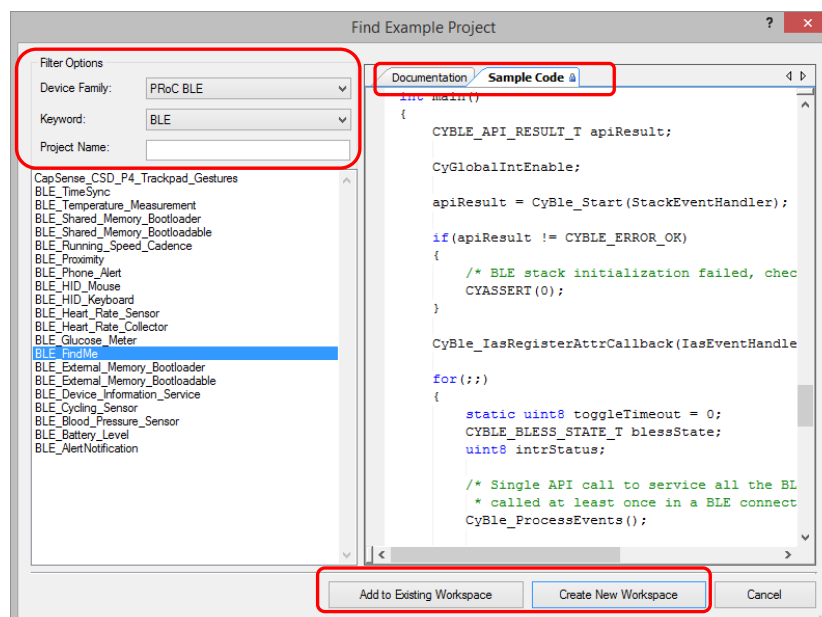 Find Example Project
? ×
Filter Options
Device Family: PRoC BLE
Keyword: BLE
Project Name:
CapSense_CSD_P4_Trackpad_Gestures
BLE_TimeSync
BLE_Temperature_Measurement
BLE_Shared_Memory_Bootloader
BLE_Shared_Memory_Bootloadable
BLE_Running_Speed_Cadence
BLE_Proximity
BLE_Phone_Alert
BLE_HID_Mouse
BLE_HID_Keyboard
BLE_Heart_Rate_Sensor
BLE_Heart_Rate_Collector
BLE_Glucose_Meter
BLE_FindMe
BLE_External_Memory_Bootloader
BLE_External_Memory_Bootloadable
BLE_Device_Information_Service
BLE_Cycling_Sensor
BLE_Blood_Pressure_Sensor
BLE_Battery_Level
BLE_AlertNotification
Documentation Sample Code
int main()
{
CYBLE_API_RESULT_T apiResult;
CyGlobalIntEnable;
apiResult = CyBle_Start(StackEventHandler);
if(apiResult != CYBLE_ERROR_OK)
{
/* BLE stack initialization failed, chec
CYASSERT(0);
}
CyBle_IasRegisterAttrCallback(IasEventHandle
for(;;)
{
static uint8 toggleTimeout = 0;
CYBLE_BLESS_STATE_T blessState;
uint8 intrStatus;
/* Single API call to service all the BL
* called at least once in a BLE connect
CyBle_ProcessEvents();
Add to Existing Workspace Create New Workspace Cancel